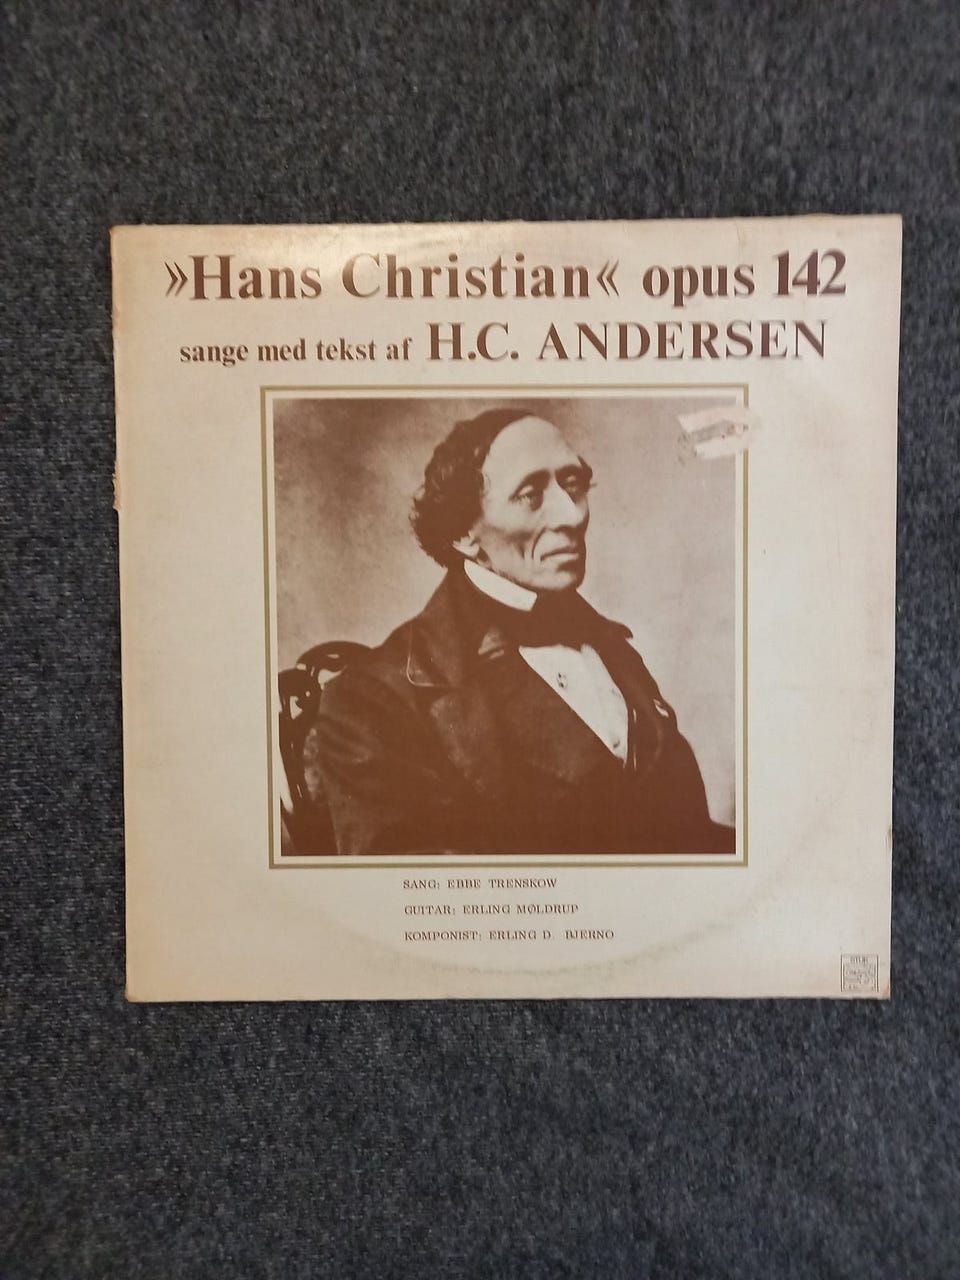 »Hans Christian« opus 142
sange med tekst af H.C. ANDERSEN
SANG: EBBE TRENSKOW
GUITAR: ERLING MØLDRUP
KOMPONIST: ERLING D. BJERNO